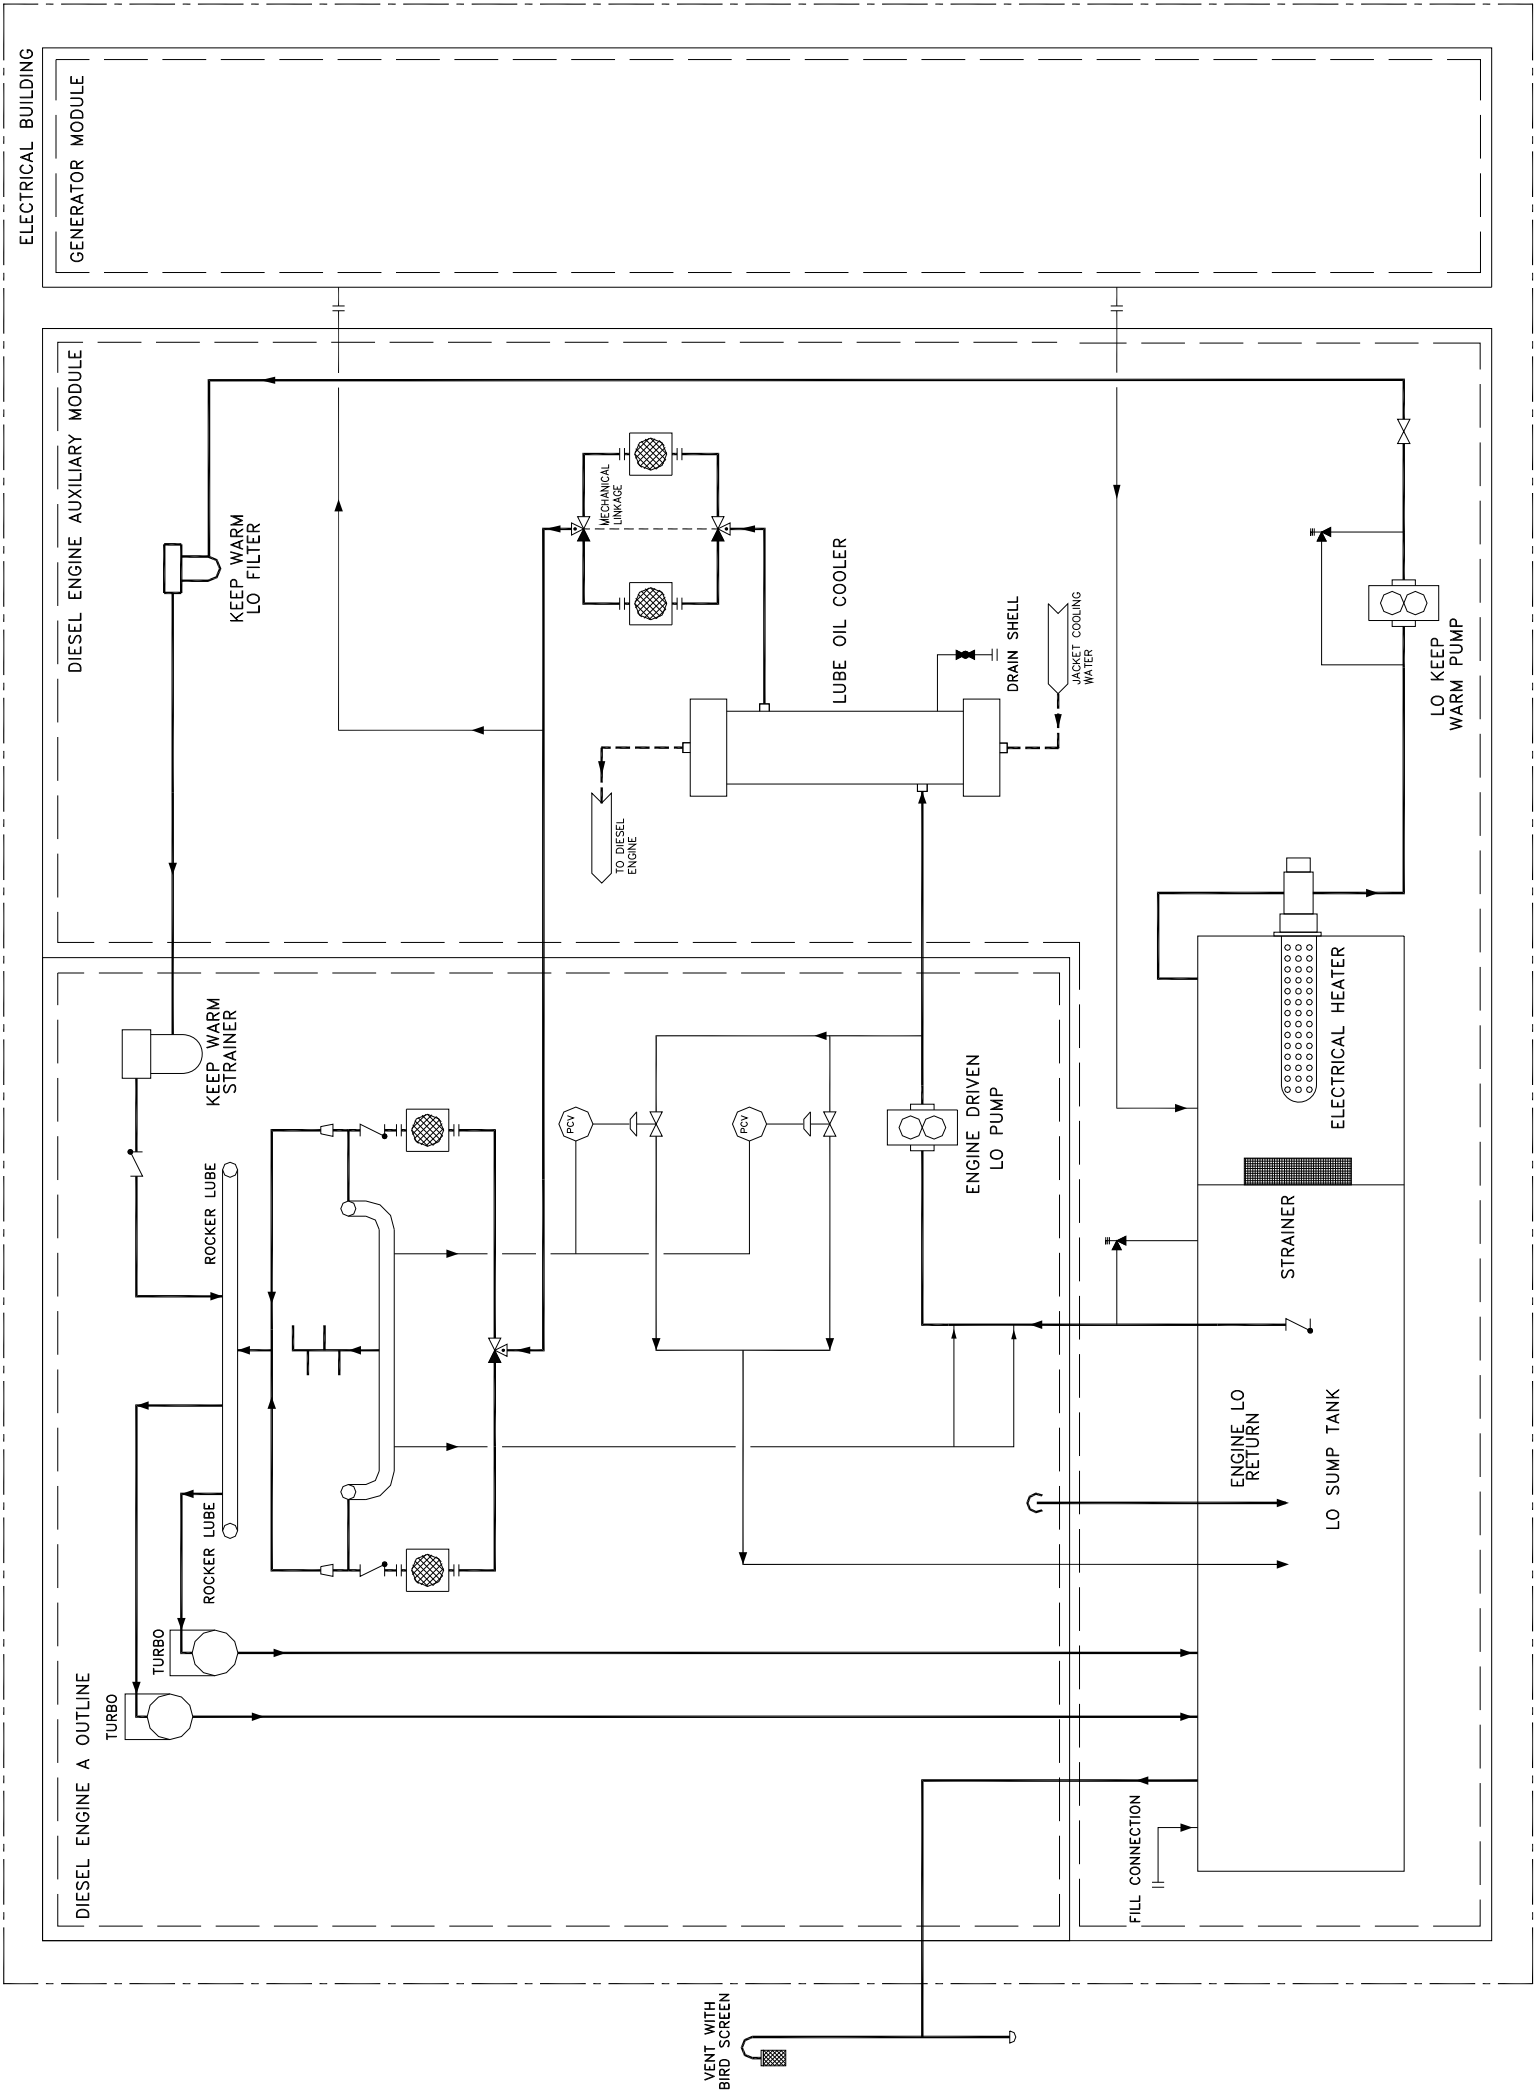 ELECTRICAL BUILDING
GENERATOR MODULE
DIESEL ENGINE AUXILIARY MODULE
KEEP WARM
LO FILTER
MECHANICAL
LINKAGE
LUBE OIL COOLER
DRAIN SHELL
JACKET COOLING
WATER
TO DIESEL
ENGINE
LO KEEP
WARM PUMP
KEEP WARM
STRAINER
ROCKER LUBE
PCV
PCV
ENGINE DRIVEN
LO PUMP
ELECTRICAL HEATER
STRAINER
ENGINE LO
RETURN
LO SUMP TANK
ROCKER LUBE
TURBO
TURBO
DIESEL ENGINE A OUTLINE
FILL CONNECTION
VENT WITH
BIRD SCREEN